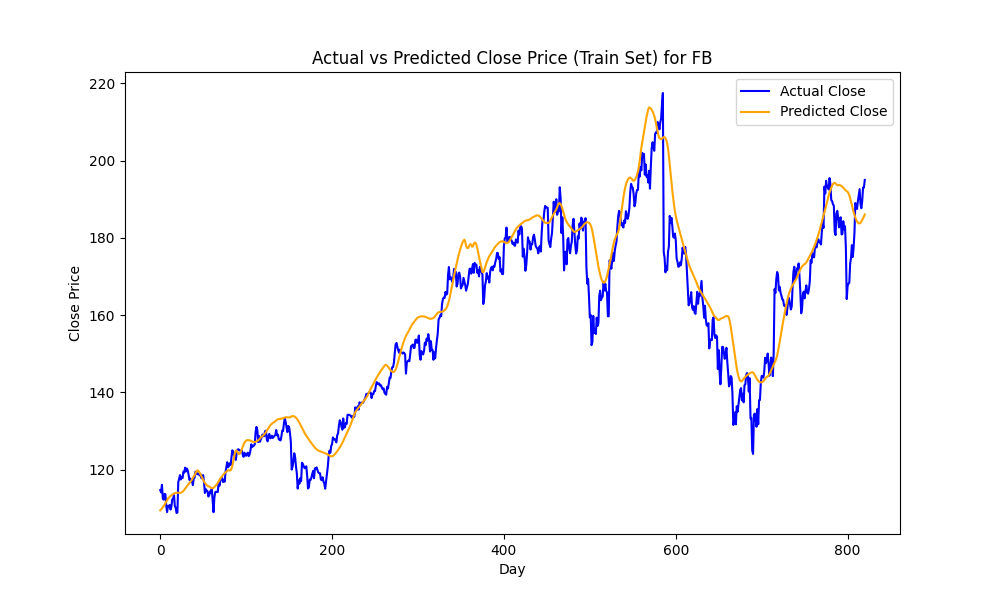 Actual vs Predicted Close Price (Train Set) for FB
Actual Close
Predicted Close
Close Price
220
200
180
160
140
120
0 200 400 600 800
Day